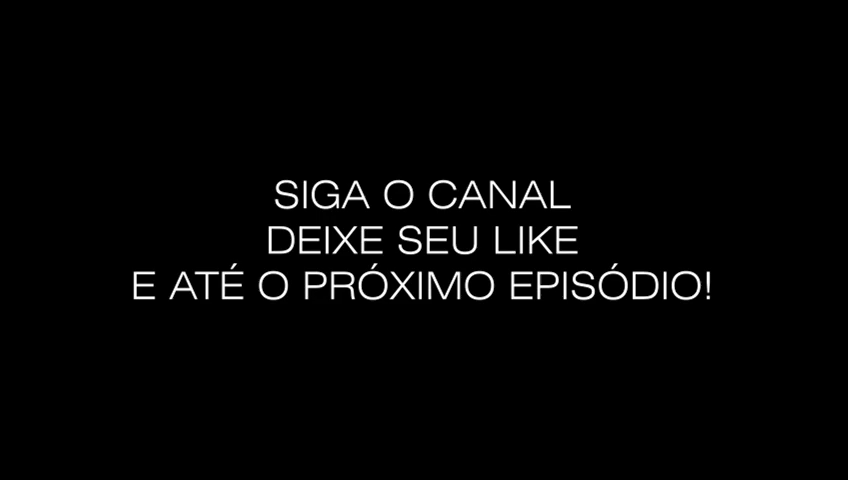 SIGA O CANAL
DEIXE SEU LIKE
E ATÉ O PRÓXIMO EPISÓDIO!